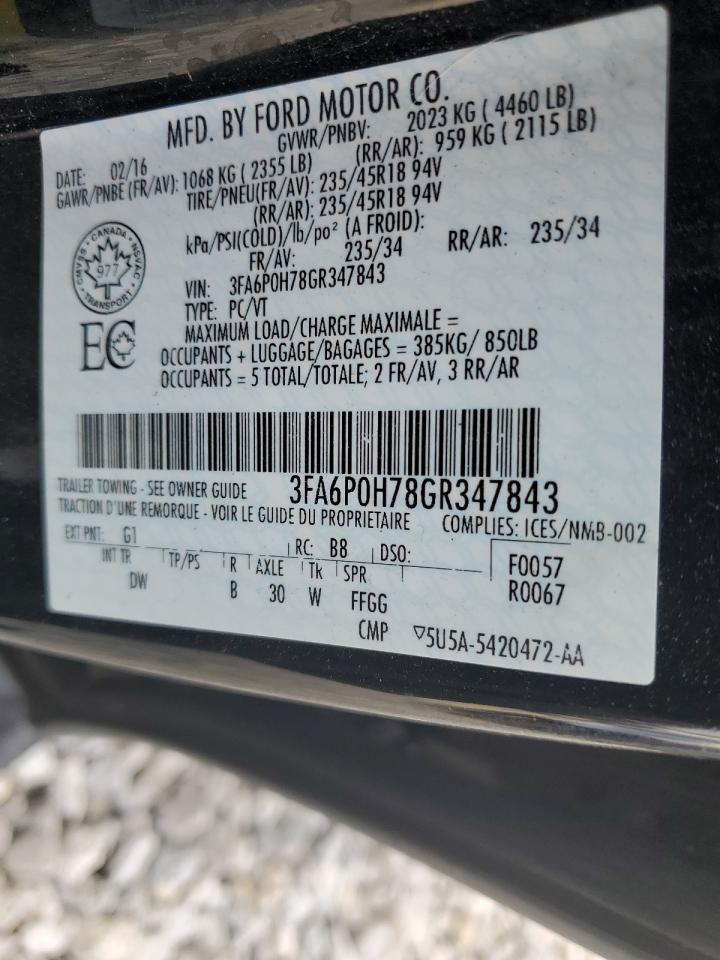 MFD. BY FORD MOTOR CO.
DATE: 02/16 GVWR/PNBV: 2023 KG ( 4460 LB)
GAWR/PNBE (FR/AV): 1068 KG ( 2355 LB) (RR/AR): 959 KG ( 2115 LB)
TIRE/PNEU(FR/AV): 235/45R18 94V
(RR/AR): 235/45R18 94V
kPa/PSI(COLD)/lb/po² (A FROID):
FR/AV: 235/34 RR/AR: 235/34
VIN: 3FA6P0H78GR347843
TYPE: PC/VT
MAXIMUM LOAD/CHARGE MAXIMALE =
OCCUPANTS + LUGGAGE/BAGAGES = 385KG/ 850LB
OCCUPANTS = 5 TOTAL/TOTALE; 2 FR/AV, 3 RR/AR
CANADA
CMVSS NSVAC
977
TRANSPORT
EC
3FA6P0H78GR347843
TRAILER TOWING - SEE OWNER GUIDE
TRACTION D'UNE REMORQUE - VOIR LE GUIDE DU PROPRIETAIRE
COMPLIES: ICES/NMB-002
EXT PNT: G1 RC: B8 DSO: F0057
INT TR TP/PS R AXLE Tk SPR R0067
DW B 30 W FFGG
CMP ▽5U5A-5420472-AA